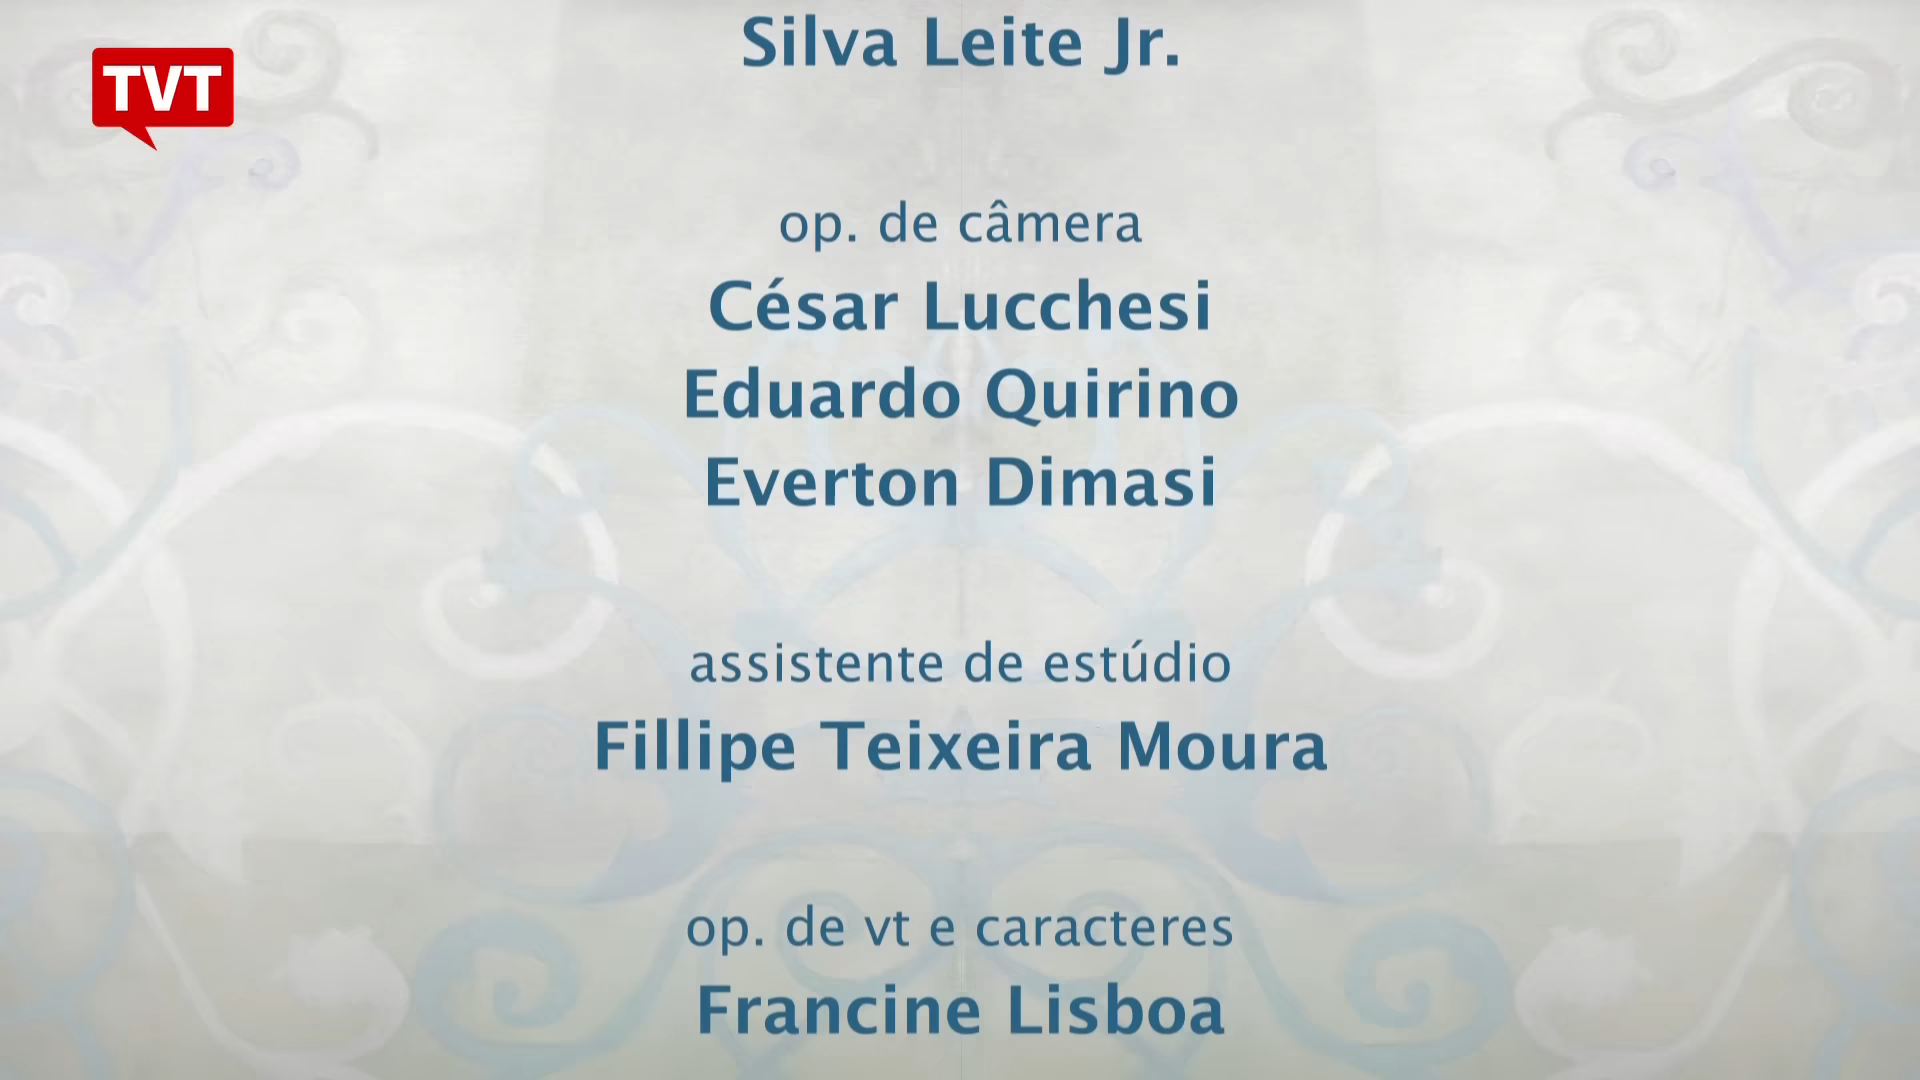 TVT
Silva Leite Jr.
op. de câmera
César Lucchesi
Eduardo Quirino
Everton Dimasi
assistente de estúdio
Fillipe Teixeira Moura
op. de vt e caracteres
Francine Lisboa